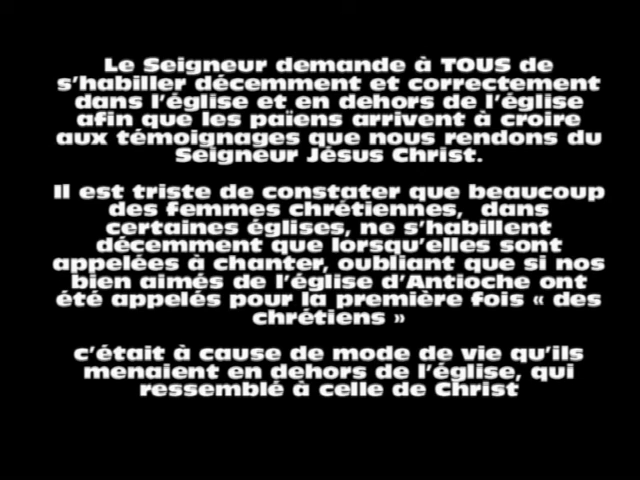 Le Seigneur demande à TOUS de
s'habiller décemment et correctement
dans l'église et en dehors de l'église
afin que les païens arrivent à croire
aux témoignages que nous rendons du
Seigneur Jésus Christ.
Il est triste de constater que beaucoup
des femmes chrétiennes, dans
certaines églises, ne s'habillent
décemment que lorsqu'elles sont
appelées à chanter, oubliant que si nos
bien aimés de l'église d'Antioche ont
été appelés pour la première fois « des
chrétiens »
c'était à cause de mode de vie qu'ils
menaient en dehors de l'église, qui
ressemblé à celle de Christ